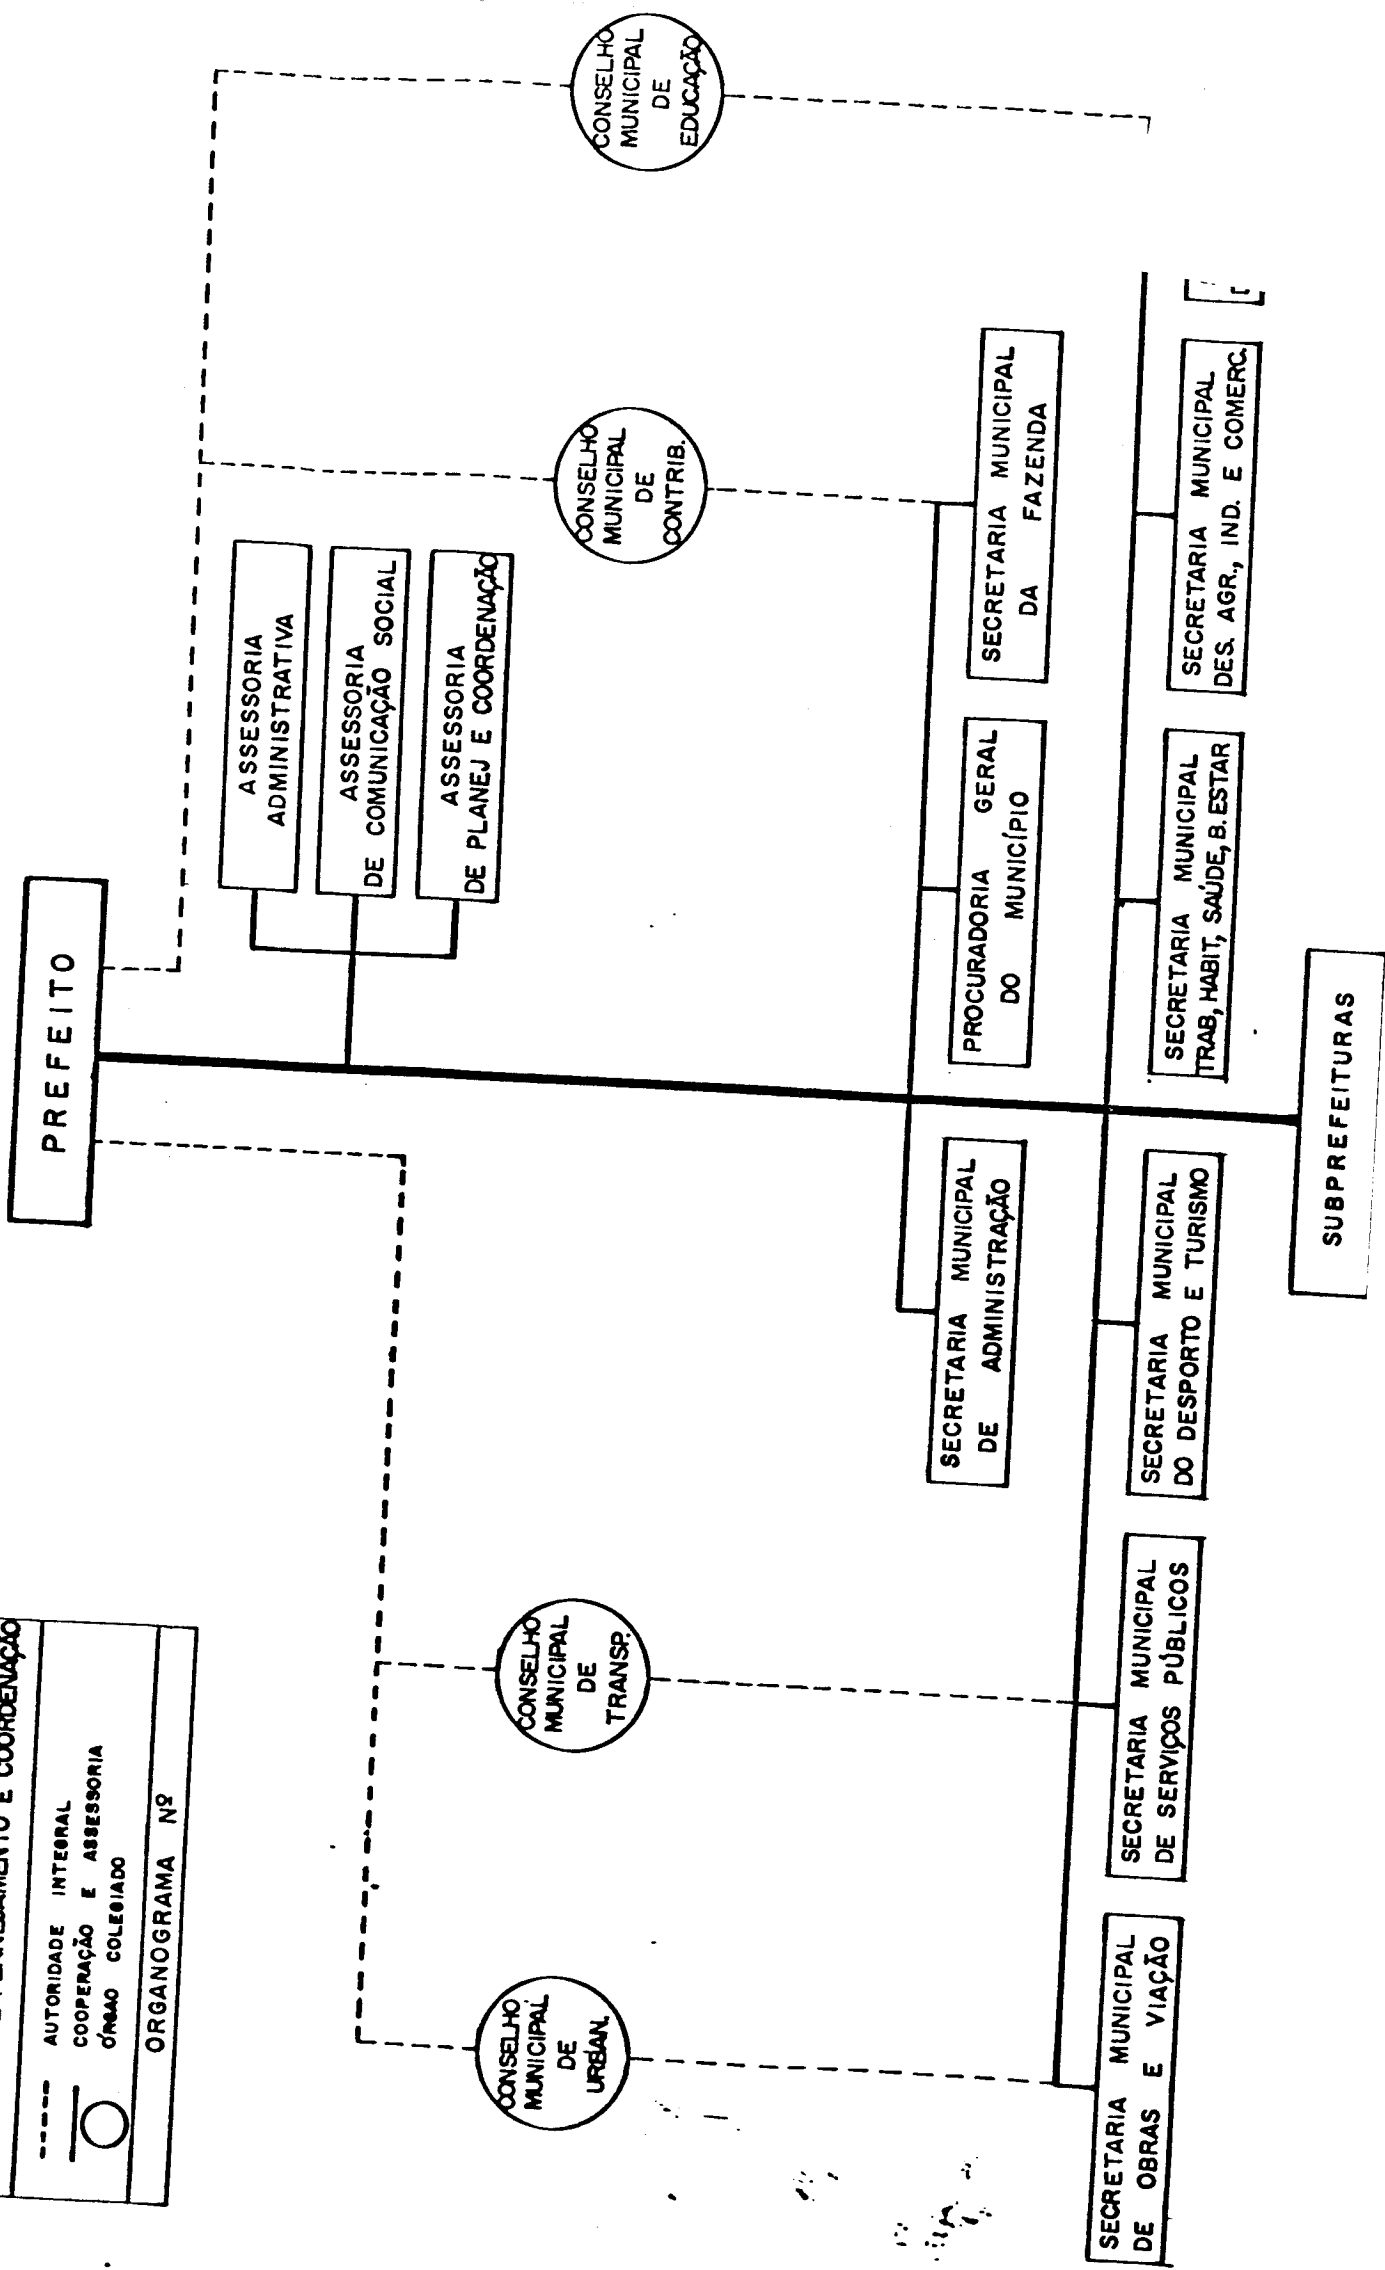 E COORDENAÇÃO
AUTORIDADE INTEGRAL
COOPERAÇÃO E ASSESSORIA
ÓRGAO COLEGIADO
ORGANOGRAMA Nº
PREFEITO
ASSESSORIA
ADMINISTRATIVA
ASSESSORIA
DE COMUNICAÇÃO SOCIAL
ASSESSORIA
DE PLANEJ E COORDENAÇÃO
CONSELHO
MUNICIPAL
DE
URBAN.
CONSELHO
MUNICIPAL
DE
TRANSP.
CONSELHO
MUNICIPAL
DE
CONTRIB.
CONSELHO
MUNICIPAL
DE
EDUCAÇÃO
SECRETARIA MUNICIPAL
DE ADMINISTRAÇÃO
PROCURADORIA GERAL
DO MUNICÍPIO
SECRETARIA MUNICIPAL
DA FAZENDA
SECRETARIA MUNICIPAL
DE OBRAS E VIAÇÃO
SECRETARIA MUNICIPAL
DE SERVIÇOS PÚBLICOS
SECRETARIA MUNICIPAL
DO DESPORTO E TURISMO
SECRETARIA MUNICIPAL
TRAB, HABIT, SAÚDE, B. ESTAR
SECRETARIA MUNICIPAL
DES. AGR., IND. E COMERC.
SUBPREFEITURAS